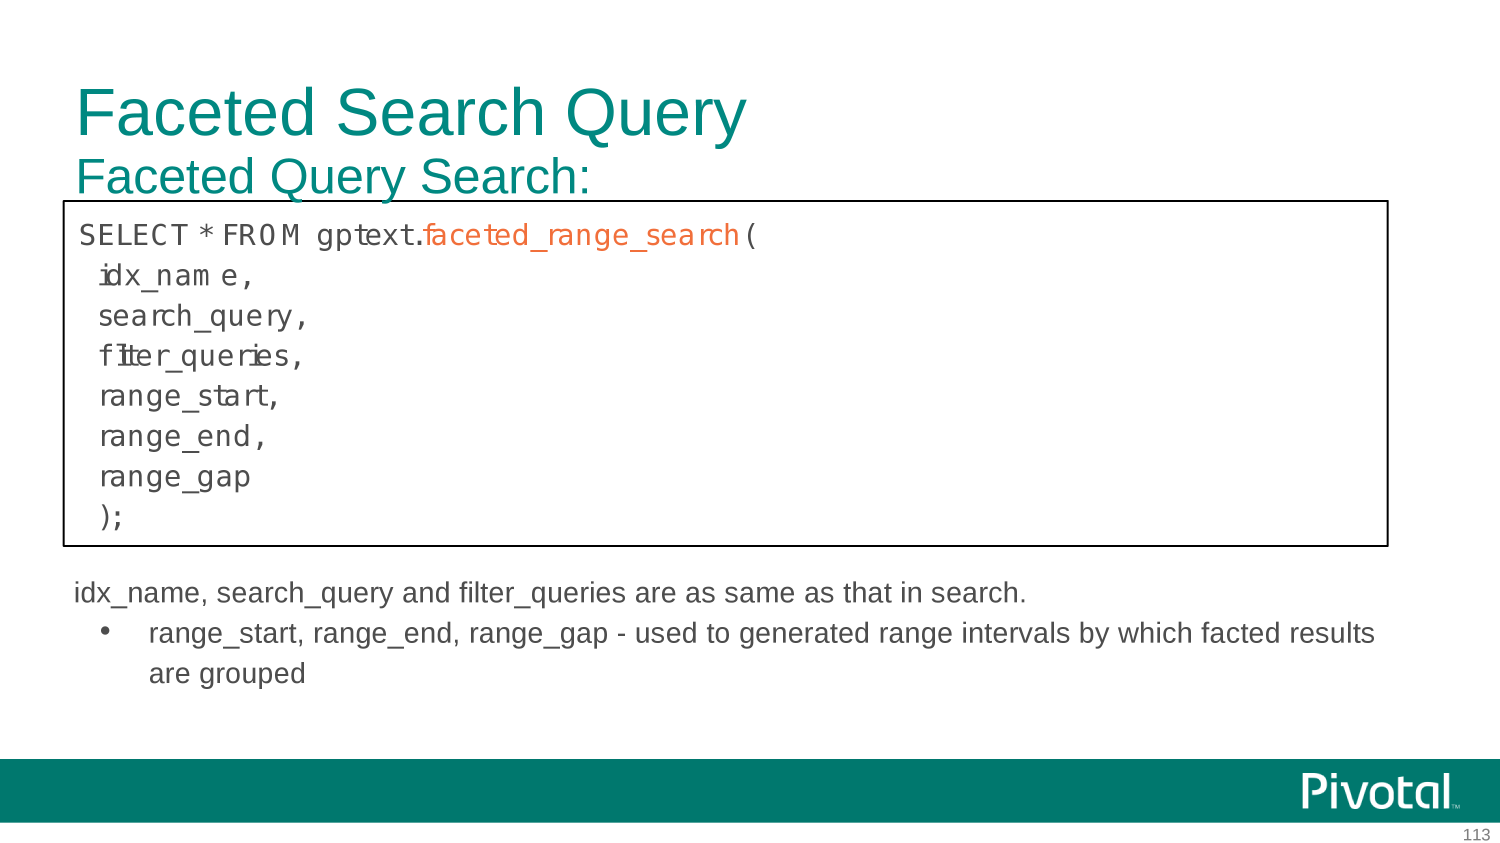 Faceted Search Query
Faceted Query Search:
SELECT * FROM gptext.faceted_range_search(
idx_name,
search_query,
filter_queries,
range_start,
range_end,
range_gap
);
idx_name, search_query and filter_queries are as same as that in search.
• range_start, range_end, range_gap - used to generated range intervals by which facted results
are grouped
Pivotal™
113